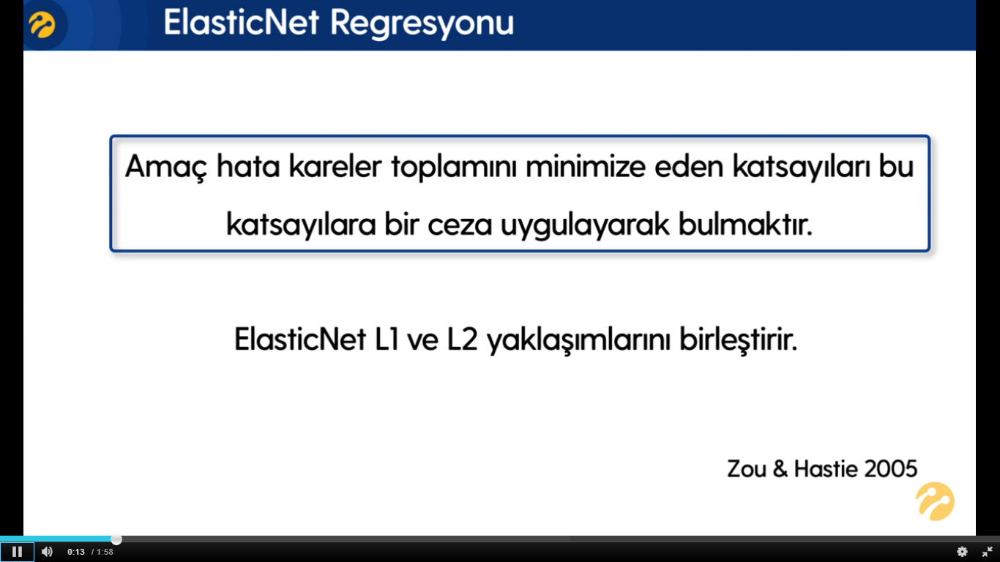 ElasticNet Regresyonu
Amaç hata kareler toplamını minimize eden katsayıları bu
katsayılara bir ceza uygulayarak bulmaktır.
ElasticNet L1 ve L2 yaklaşımlarını birleştirir.
Zou & Hastie 2005
0:13 / 1:58